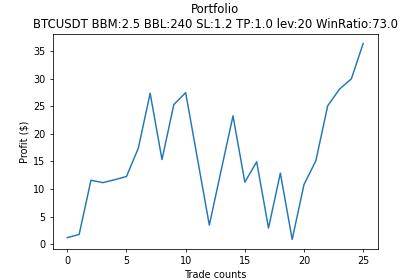 Portfolio
BTCUSDT BBM:2.5 BBL:240 SL:1.2 TP:1.0 lev:20 WinRatio:73.0
35
30
25
20
15
10
5
0
Profit ($)
0 5 10 15 20 25
Trade counts